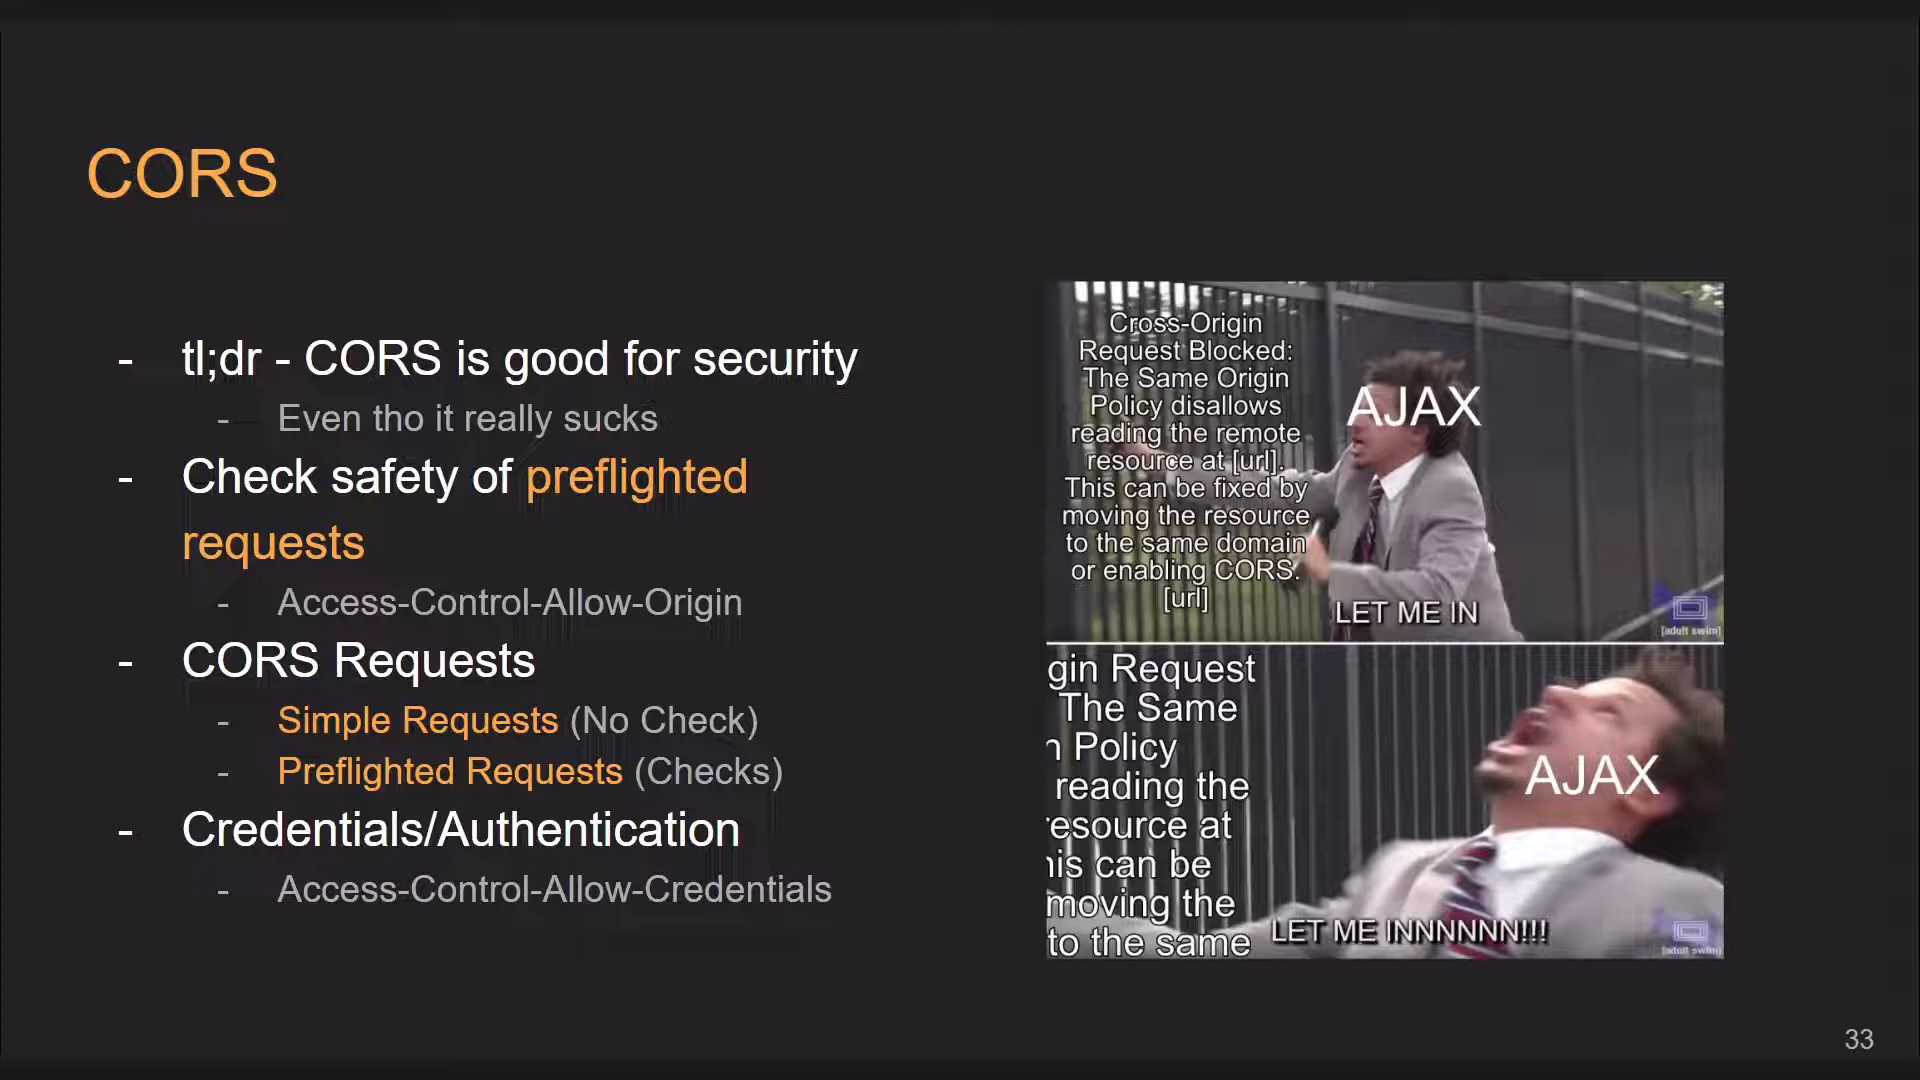 CORS
- tl;dr - CORS is good for security
- Even tho it really sucks
- Check safety of preflighted
requests
- Access-Control-Allow-Origin
- CORS Requests
- Simple Requests (No Check)
- Preflighted Requests (Checks)
- Credentials/Authentication
- Access-Control-Allow-Credentials
Cross-Origin
Request Blocked:
The Same Origin
Policy disallows
reading the remote
resource at [url].
This can be fixed by
moving the resource
to the same domain
or enabling CORS.
[url]
AJAX
LET ME IN
[adult swim]
gin Request
The Same
n Policy
reading the
esource at
his can be
moving the
to the same
AJAX
LET ME INNNNNN!!!
[adult swim]
33